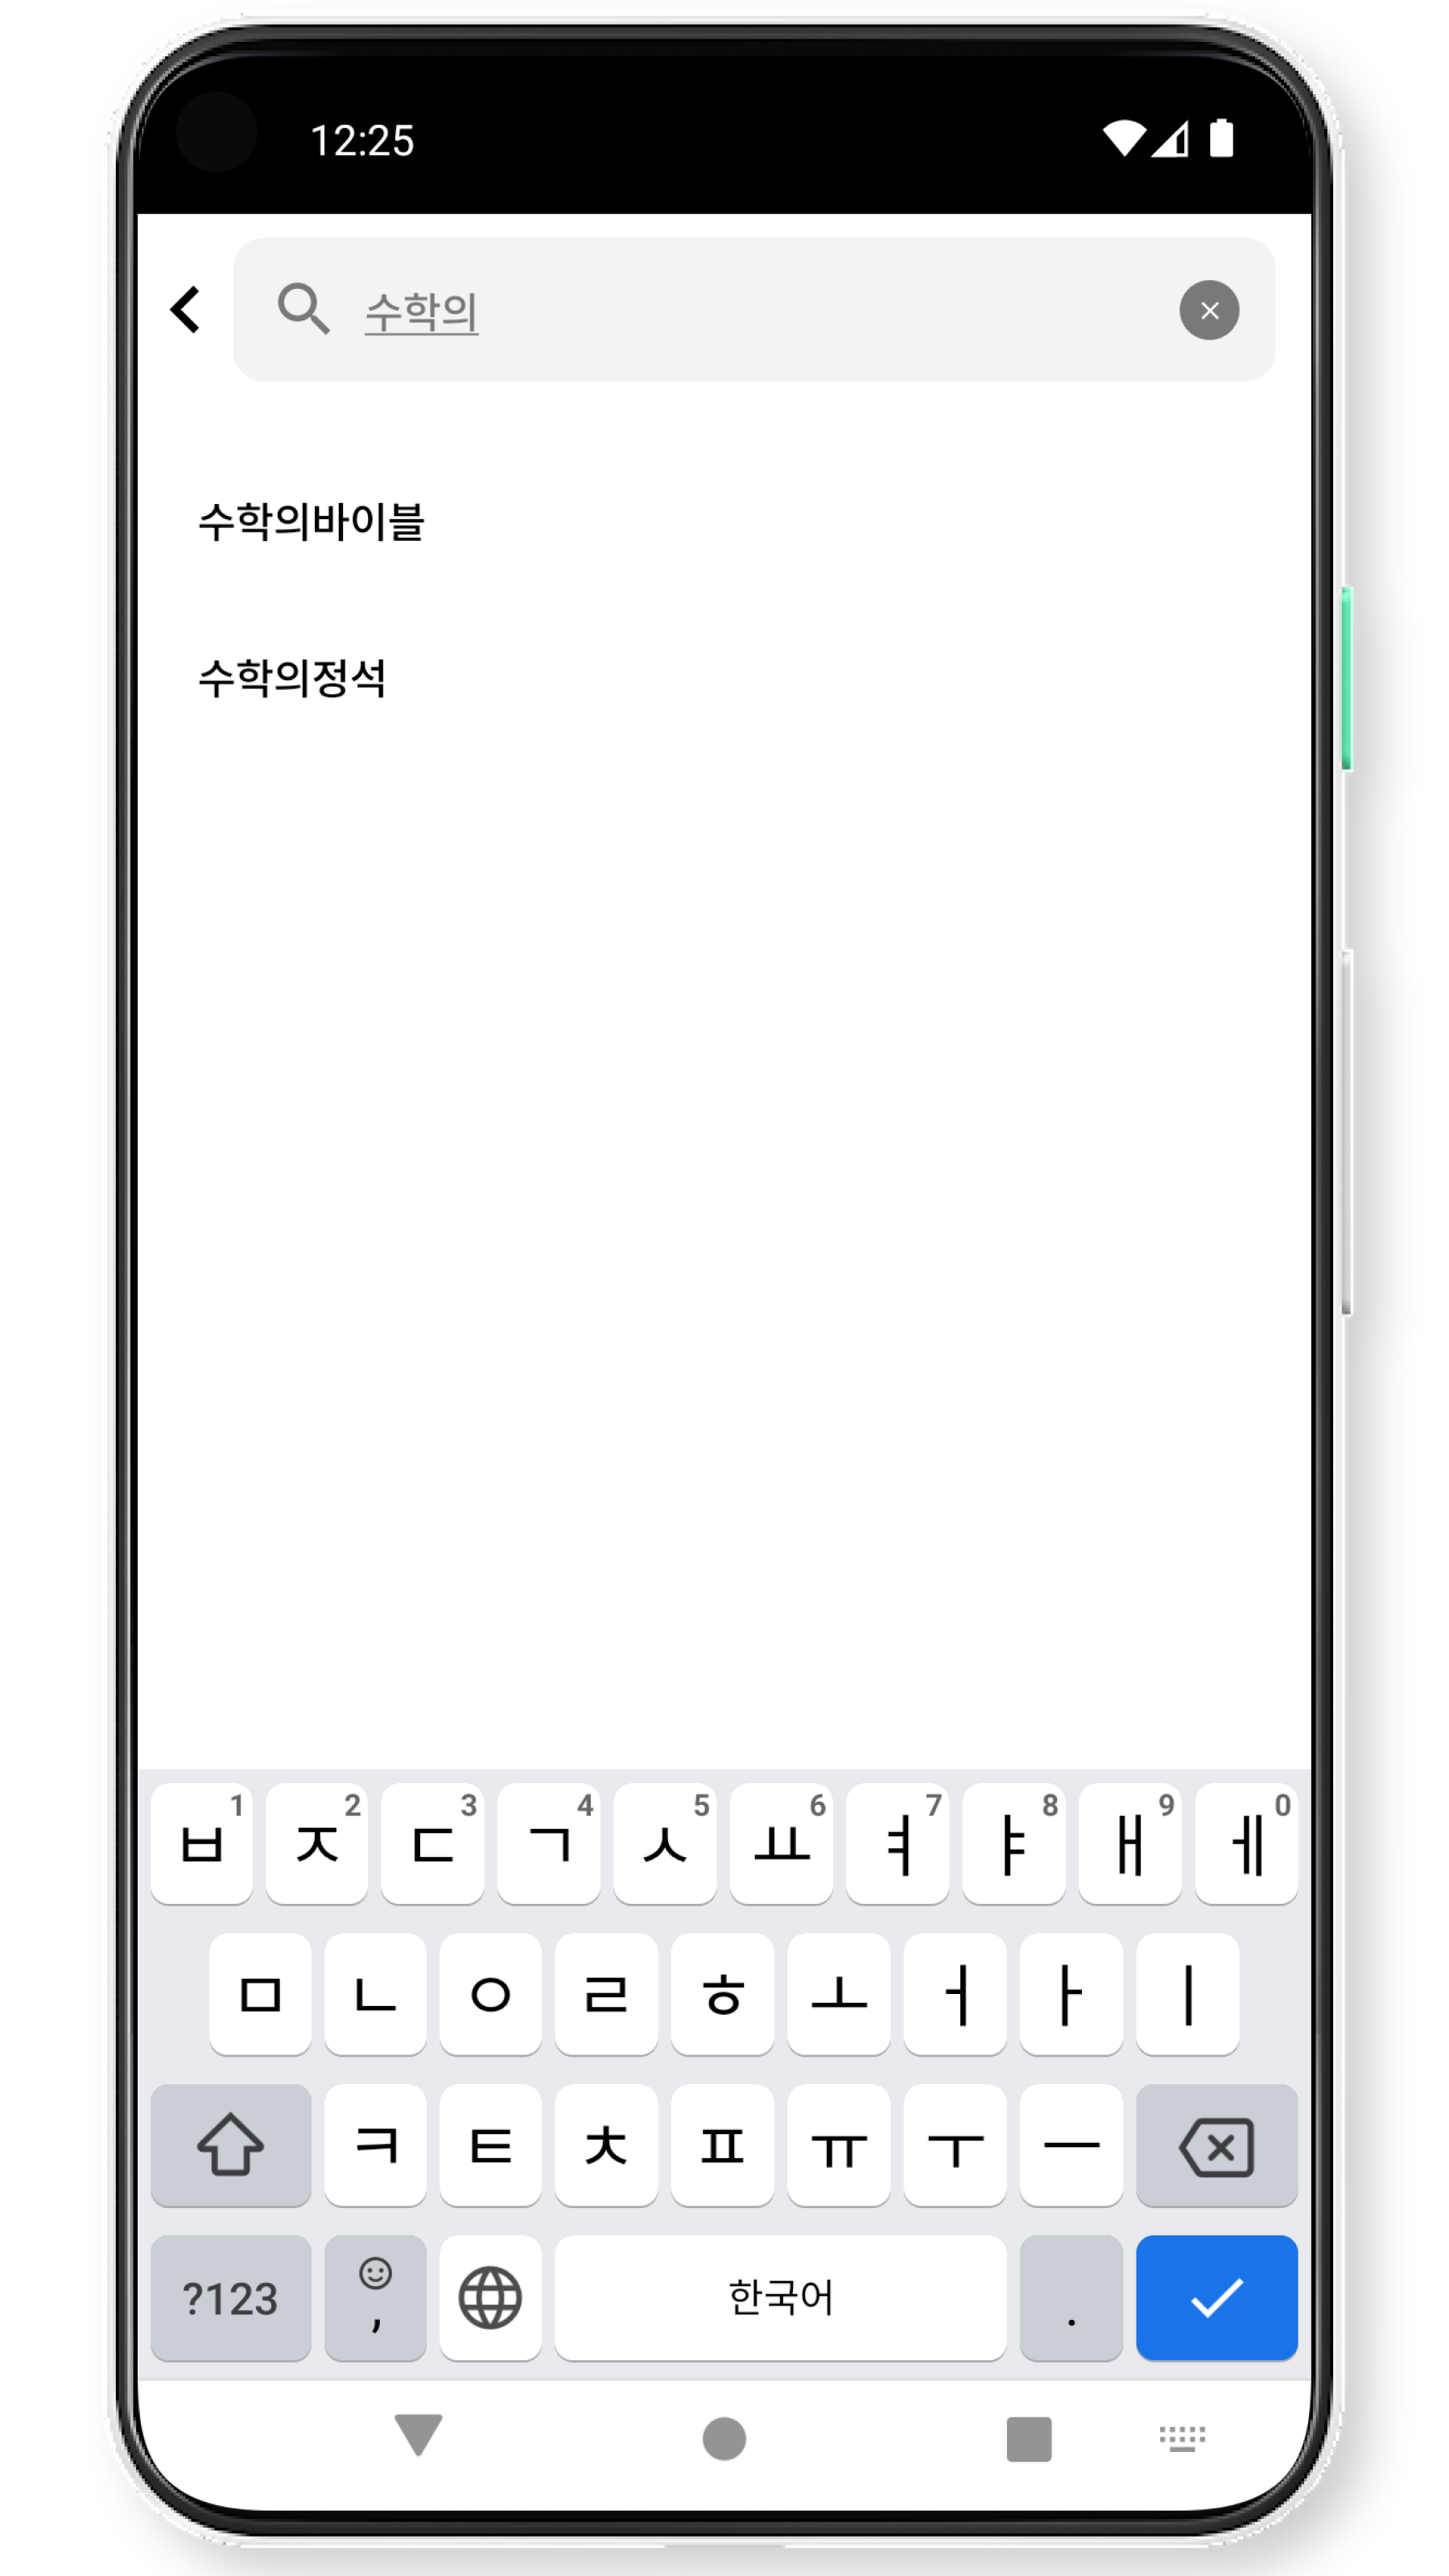 12:25
수학의
수학의바이블
수학의정석
1 2 3 4 5 6 7 8 9 0
ㅂ ㅈ ㄷ ㄱ ㅅ ㅛ ㅕ ㅑ ㅐ ㅔ
ㅁ ㄴ ㅇ ㄹ ㅎ ㅗ ㅓ ㅏ ㅣ
ㅋ ㅌ ㅊ ㅍ ㅠ ㅜ ㅡ
?123 , 한국어 .